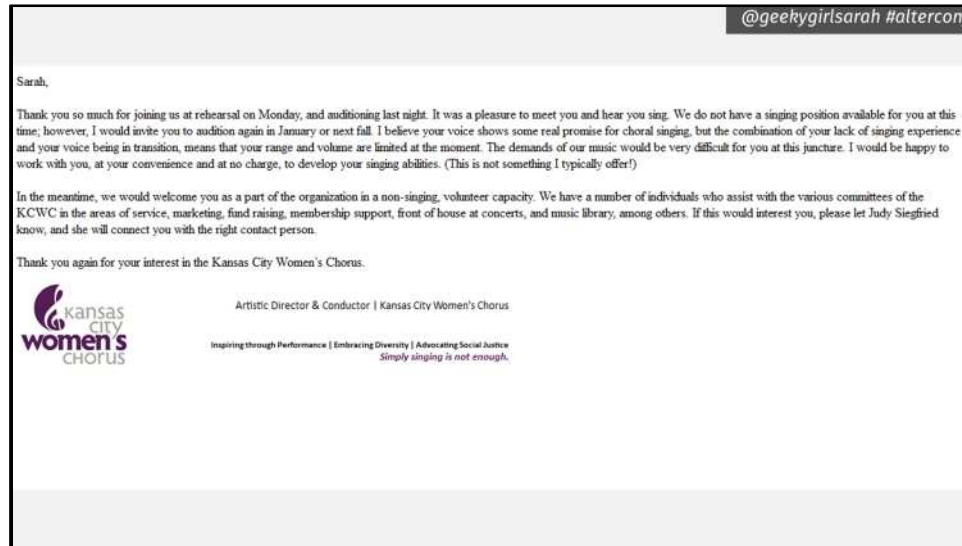 @geekygirlsarah #altercon
Sarah,
Thank you so much for joining us at rehearsal on Monday, and auditioning last night. It was a pleasure to meet you and hear you sing. We do not have a singing position available for you at this
time; however, I would invite you to audition again in January or next fall. I believe your voice shows some real promise for choral singing, but the combination of your lack of singing experience
and your voice being in transition, means that your range and volume are limited at the moment. The demands of our music would be very difficult for you at this juncture. I would be happy to
work with you, at your convenience and at no charge, to develop your singing abilities. (This is not something I typically offer!)
In the meantime, we would welcome you as a part of the organization in a non-singing, volunteer capacity. We have a number of individuals who assist with the various committees of the
KCWC in the areas of service, marketing, fund raising, membership support, front of house at concerts, and music library, among others. If this would interest you, please let Judy Siegfried
know, and she will connect you with the right contact person.
Thank you again for your interest in the Kansas City Women's Chorus.
kansas
city
women's
CHORUS
Artistic Director & Conductor | Kansas City Women's Chorus
Inspiring through Performance | Embracing Diversity | Advocating Social Justice
Simply singing is not enough.